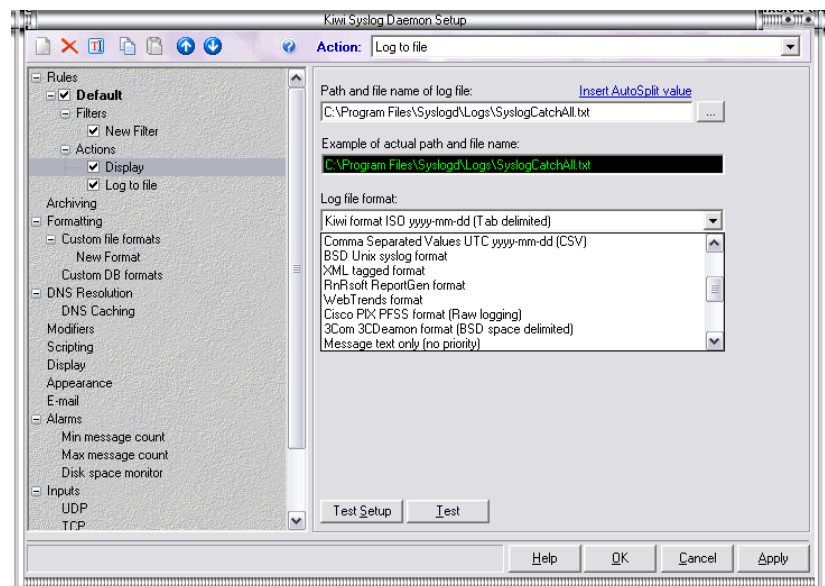 Kiwi Syslog Daemon Setup
Action: Log to file
Rules
Default
Filters
New Filter
Actions
Display
Log to file
Archiving
Formatting
Custom file formats
New Format
Custom DB formats
DNS Resolution
DNS Caching
Modifiers
Scripting
Display
Appearance
E-mail
Alarms
Min message count
Max message count
Disk space monitor
Inputs
UDP
TCP
Path and file name of log file: Insert AutoSplit value
C:\Program Files\Syslogd\Logs\SyslogCatchAll.txt ...
Example of actual path and file name:
C:\Program Files\Syslogd\Logs\SyslogCatchAll.txt
Log file format:
Kiwi format ISO yyyy-mm-dd (Tab delimited)
Comma Separated Values UTC yyyy-mm-dd (CSV)
BSD Unix syslog format
XML tagged format
RnRsoft ReportGen format
WebTrends format
Cisco PIX PFSS format (Raw logging)
3Com 3CDeamon format (BSD space delimited)
Message text only (no priority)
Test Setup Test
Help OK Cancel Apply